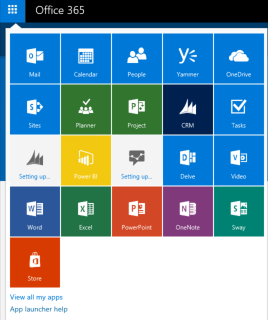 Office 365
Mail Calendar People Yammer OneDrive
Sites Planner Project CRM Tasks
Setting up... Power BI Setting up... Delve Video
Word Excel PowerPoint OneNote Sway
Store
View all my apps
App launcher help